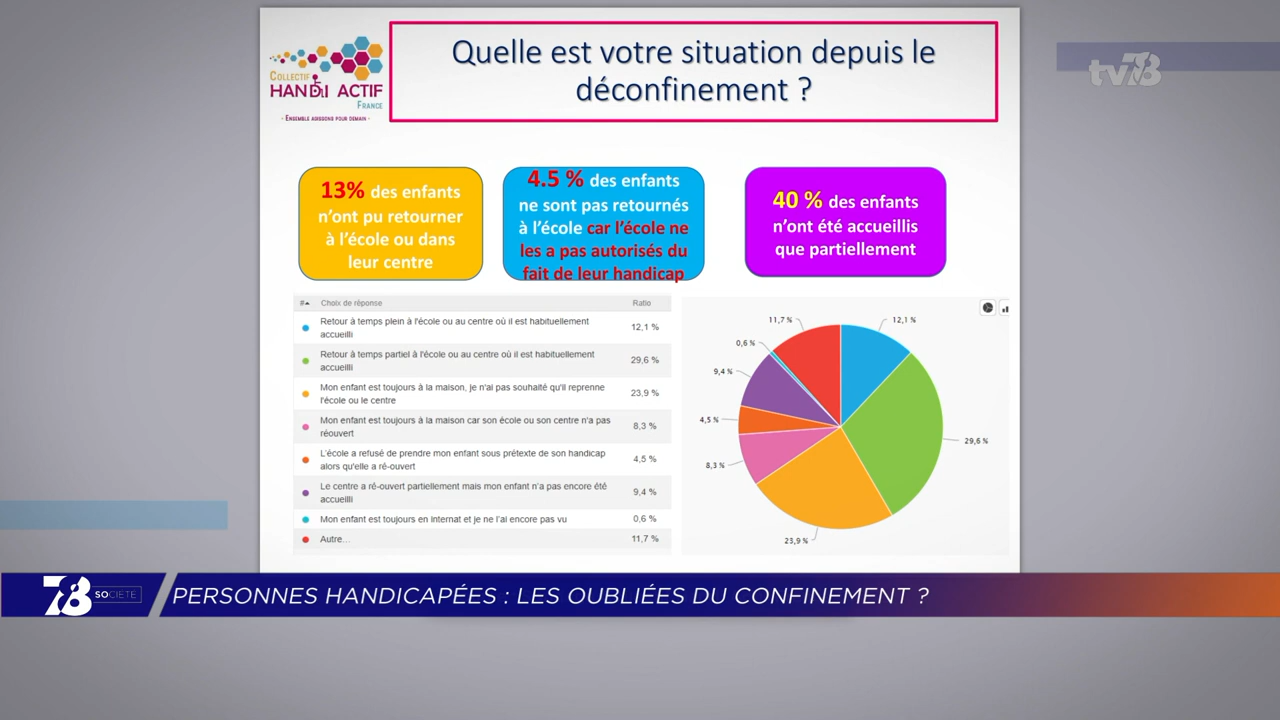 Quelle est votre situation depuis le
déconfinement ?
COLLECTIF
HANDI ACTIF
FRANCE
- ENSEMBLE AGISSONS POUR DEMAIN -
tv78
13% des enfants
n'ont pu retourner
à l'école ou dans
leur centre
4.5 % des enfants
ne sont pas retournés
à l'école car l'école ne
les a pas autorisés du
fait de leur handicap
40 % des enfants
n'ont été accueillis
que partiellement
Choix de réponse Ratio
Retour à temps plein à l'école ou au centre où il est habituellement
accueilli
12,1 %
Retour à temps partiel à l'école ou au centre où il est habituellement
accueilli
29,6 %
Mon enfant est toujours à la maison, je n'ai pas souhaité qu'il reprenne
l'école ou le centre
23,9 %
Mon enfant est toujours à la maison car son école ou son centre n'a pas
réouvert
8,3 %
L'école a refusé de prendre mon enfant sous prétexte de son handicap
alors qu'elle a ré-ouvert
4,5 %
Le centre a ré-ouvert partiellement mais mon enfant n'a pas encore été
accueilli
9,4 %
Mon enfant est toujours en Internat et je ne l'ai encore pas vu 0,6 %
Autre... 11,7 %
11,7 %
12,1 %
0,6 %
9,4 %
4,5 %
29,6 %
8,3 %
23,9 %
78 SOCIÉTÉ
PERSONNES HANDICAPÉES : LES OUBLIÉES DU CONFINEMENT ?